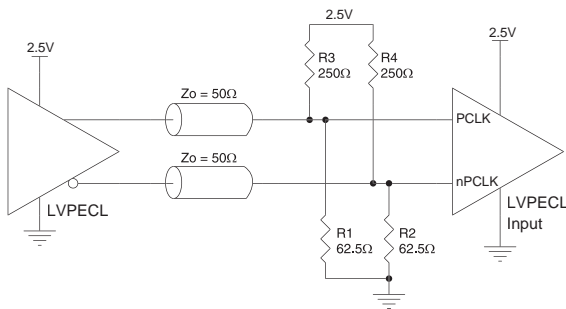 2.5V
2.5V
2.5V
R3
250Ω
R4
250Ω
Zo = 50Ω
PCLK
Zo = 50Ω
nPCLK
LVPECL
LVPECL
Input
R1
62.5Ω
R2
62.5Ω